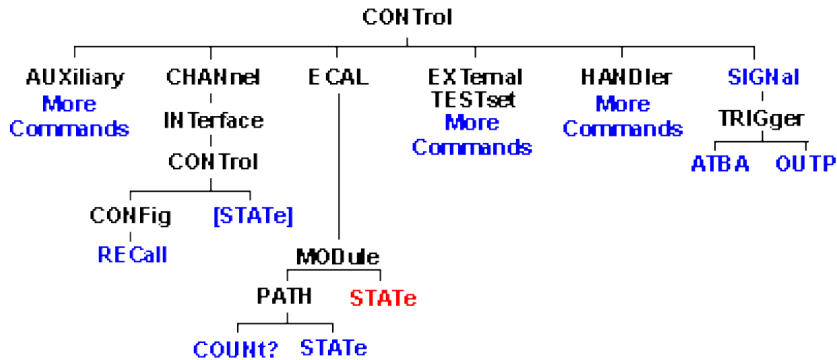 CONTrol
AUXiliary CHANnel ECAL EXTernal HANDler SIGNal
More TESTset More
Commands INTerface More Commands TRIGger
Commands
CONTrol ATBA OUTP
CONFig [STATe]
RECall
MODule
PATH STATe
COUNt? STATe